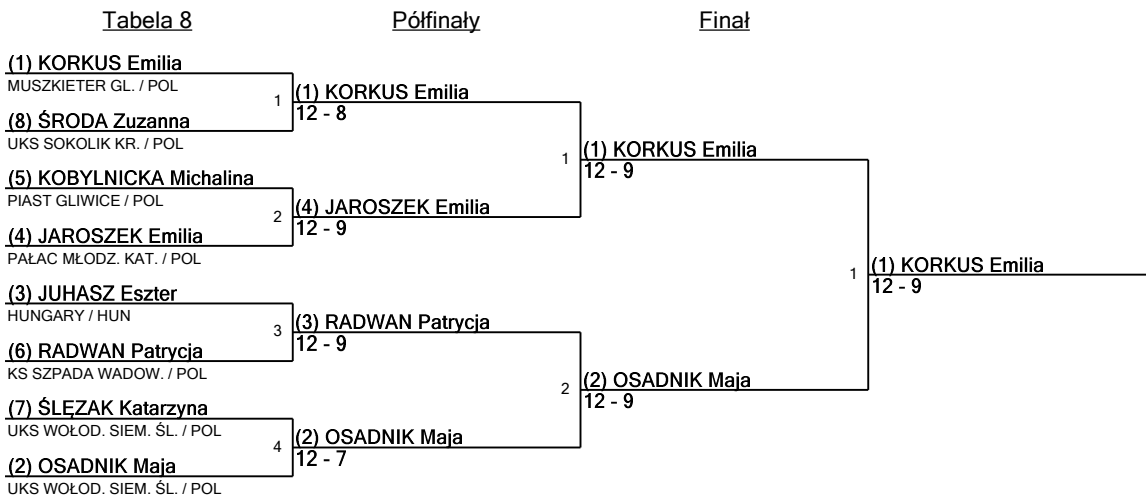 Tabela 8
Półfinały
Finał
(1) KORKUS Emilia
MUSZKIETER GL. / POL
(8) ŚRODA Zuzanna
UKS SOKOLIK KR. / POL
(5) KOBYLNICKA Michalina
PIAST GLIWICE / POL
(4) JAROSZEK Emilia
PAŁAC MŁODZ. KAT. / POL
(3) JUHASZ Eszter
HUNGARY / HUN
(6) RADWAN Patrycja
KS SZPADA WADOW. / POL
(7) ŚLĘZAK Katarzyna
UKS WOŁOD. SIEM. ŚL. / POL
(2) OSADNIK Maja
UKS WOŁOD. SIEM. ŚL. / POL
1
(1) KORKUS Emilia
12 - 8
2
(4) JAROSZEK Emilia
12 - 9
3
(3) RADWAN Patrycja
12 - 9
4
(2) OSADNIK Maja
12 - 7
1
(1) KORKUS Emilia
12 - 9
2
(2) OSADNIK Maja
12 - 9
1
(1) KORKUS Emilia
12 - 9